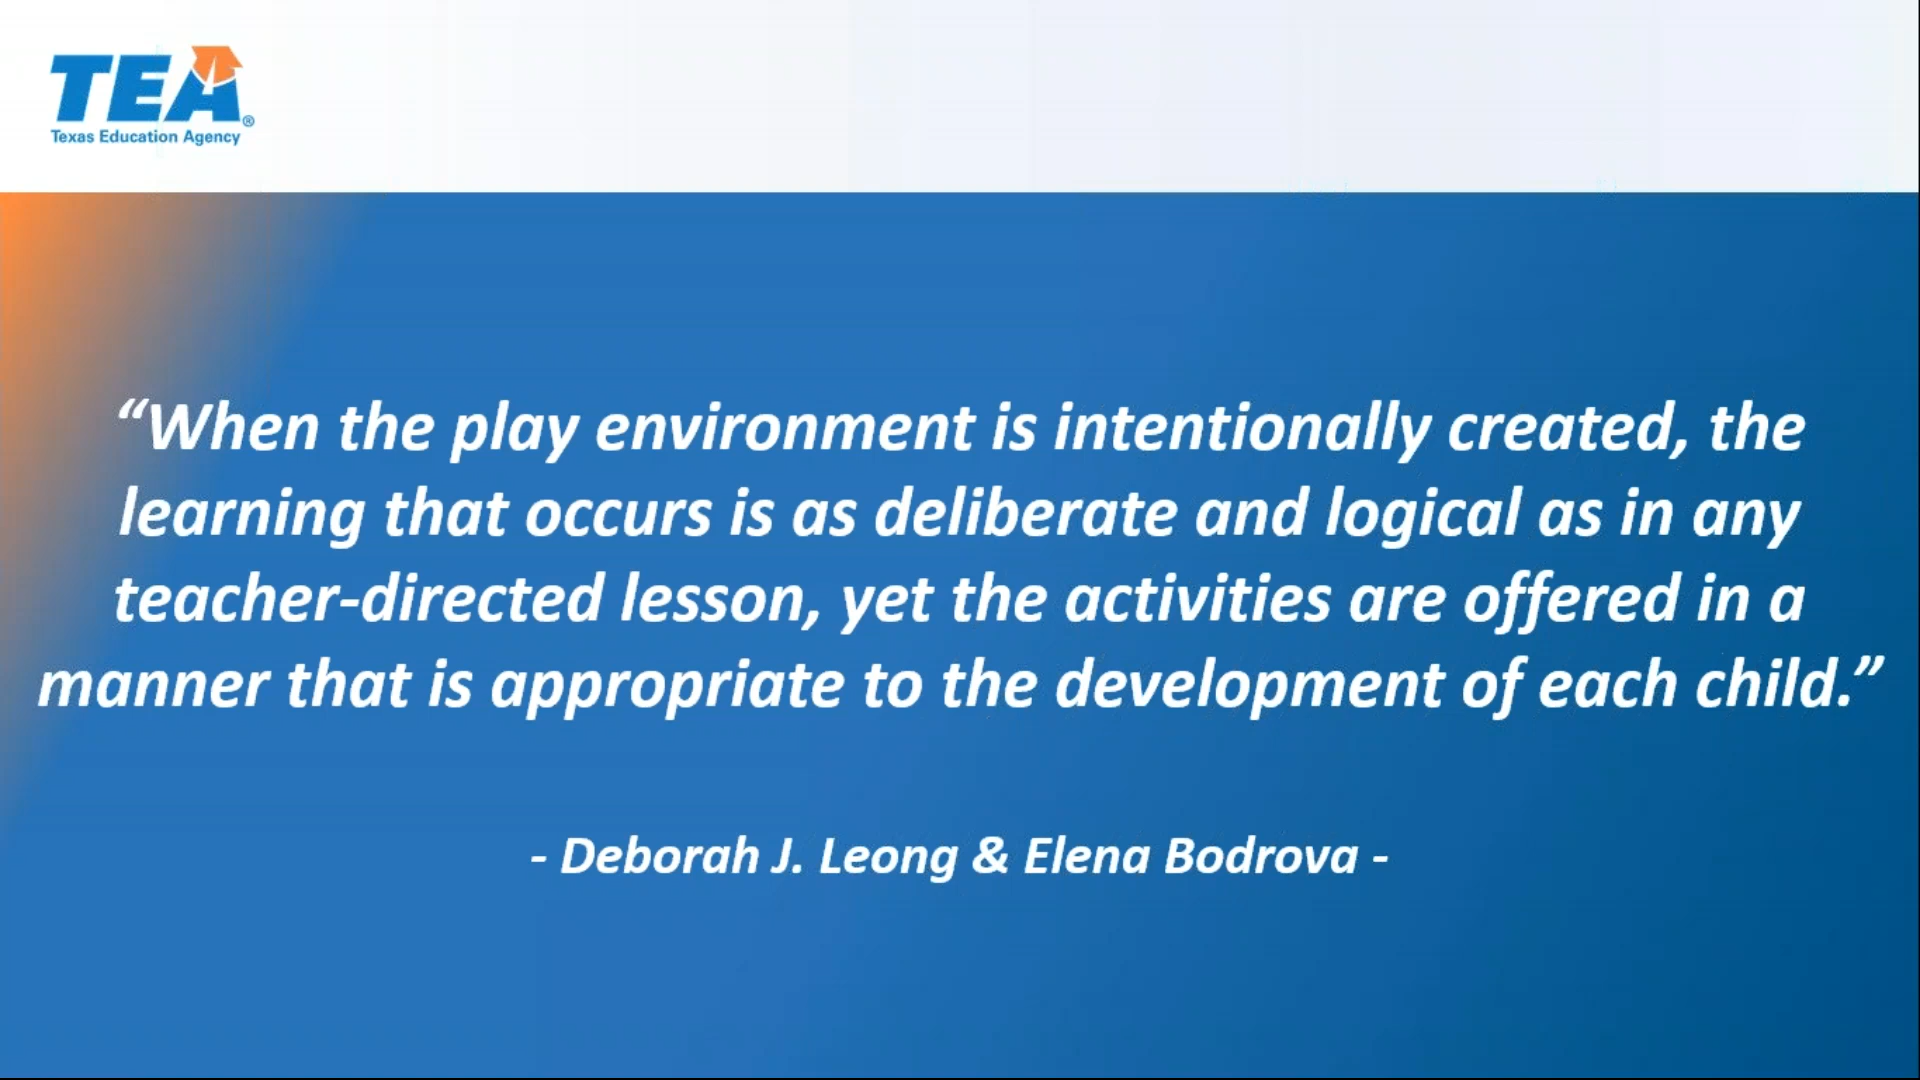 TEA®
Texas Education Agency
“When the play environment is intentionally created, the
learning that occurs is as deliberate and logical as in any
teacher-directed lesson, yet the activities are offered in a
manner that is appropriate to the development of each child.”
- Deborah J. Leong & Elena Bodrova -